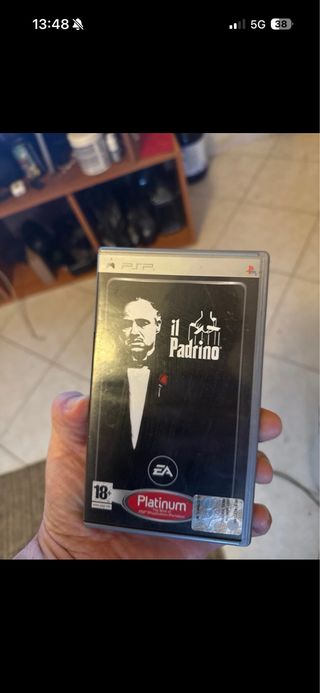 13:48
5G
38
PSP
il
Padrino
EA
18+
Platinum